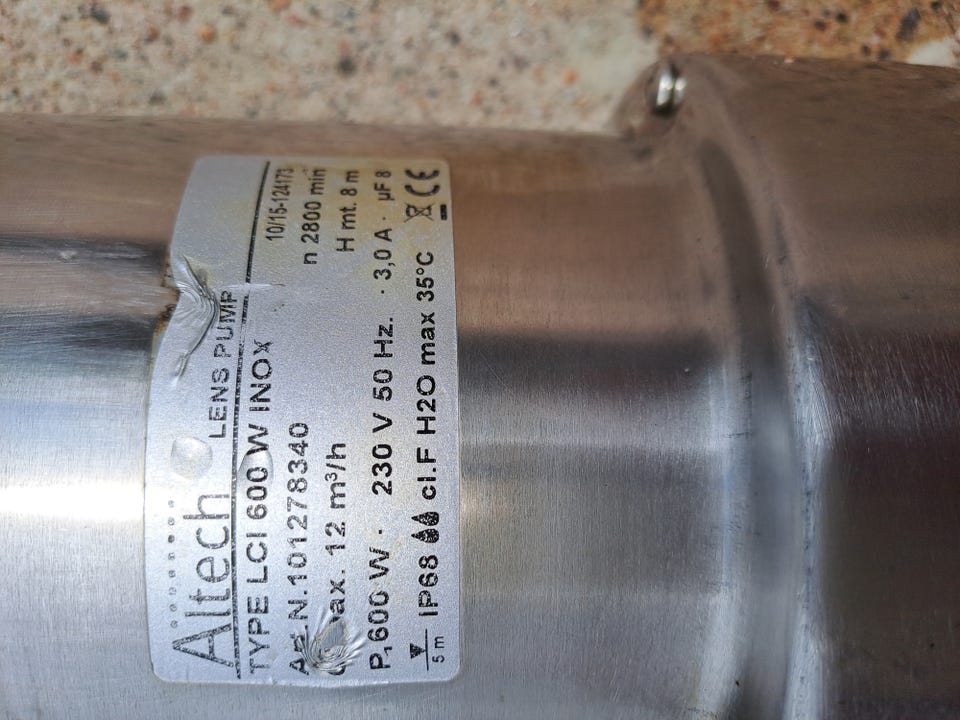 Altech LENS PUMP
TYPE LCI 600 W INOX 10/15-124173
N.101278340 n 2800 min
ax. 12 m³/h H mt. 8 m
P₁ 600 W · 230 V 50 Hz. · 3,0 A · µF 8
5 m IP68 cl.F H2O max 35°C CE